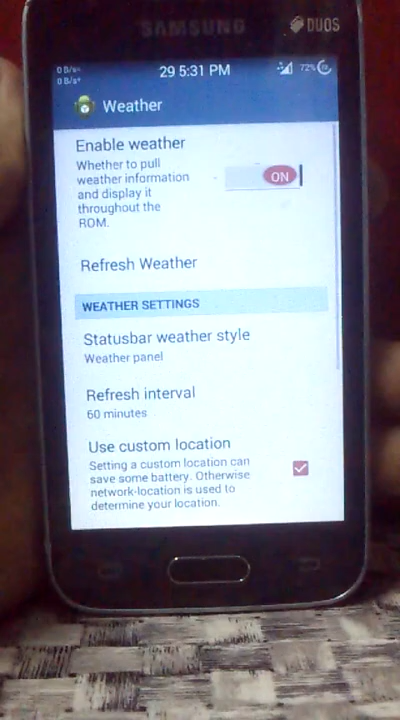 SAMSUNG
DUOS
0 B/s
0 B/s
29 5:31 PM
72%
Weather
Enable weather
Whether to pull
weather information
and display it
throughout the
ROM.
ON
Refresh Weather
WEATHER SETTINGS
Statusbar weather style
Weather panel
Refresh interval
60 minutes
Use custom location
Setting a custom location can
save some battery. Otherwise
network-location is used to
determine your location.